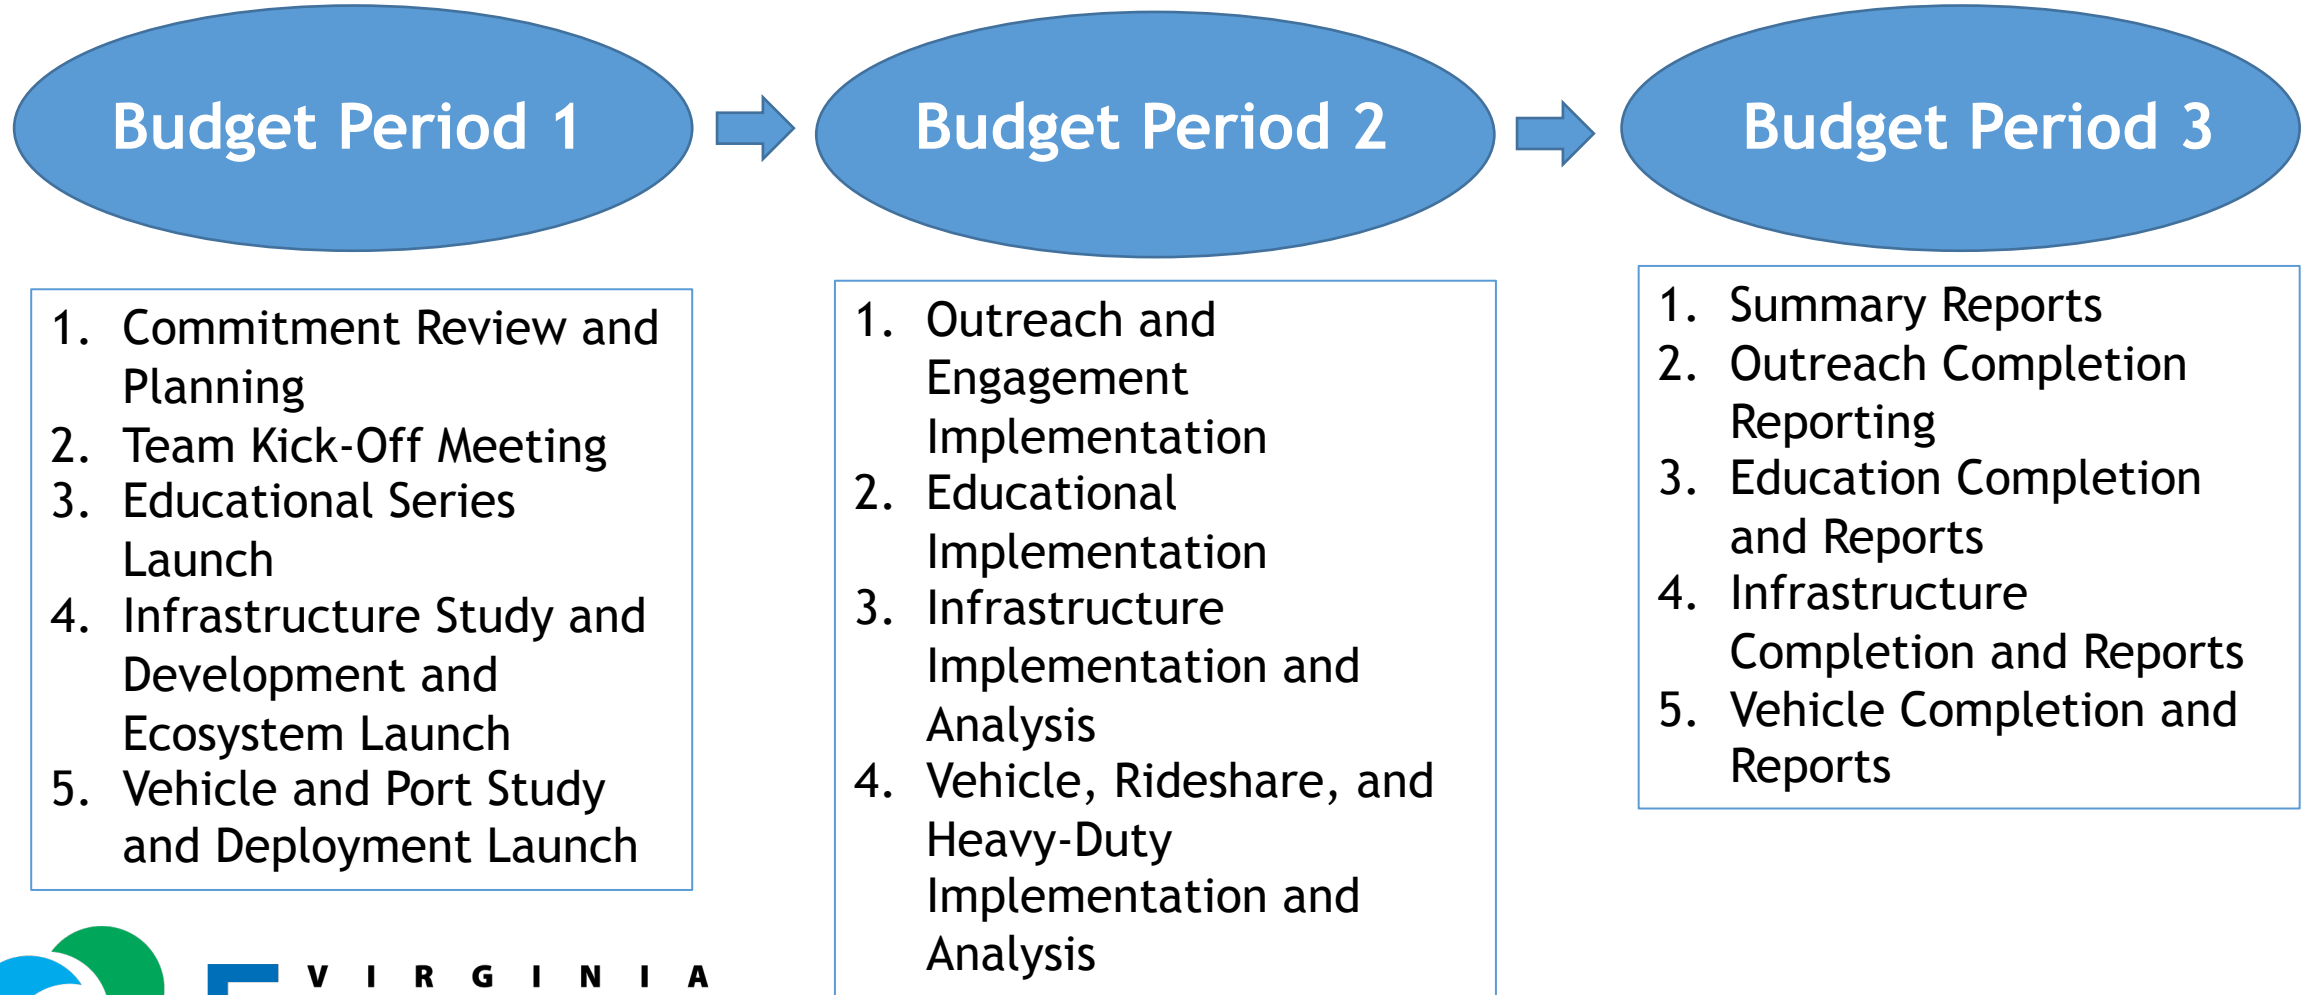 Budget Period 1
Budget Period 2
Budget Period 3
1. Commitment Review and
Planning
2. Team Kick-Off Meeting
3. Educational Series
Launch
4. Infrastructure Study and
Development and
Ecosystem Launch
5. Vehicle and Port Study
and Deployment Launch
1. Outreach and
Engagement
Implementation
2. Educational
Implementation
3. Infrastructure
Implementation and
Analysis
4. Vehicle, Rideshare, and
Heavy-Duty
Implementation and
Analysis
1. Summary Reports
2. Outreach Completion
Reporting
3. Education Completion
and Reports
4. Infrastructure
Completion and Reports
5. Vehicle Completion and
Reports
VIRGINIA